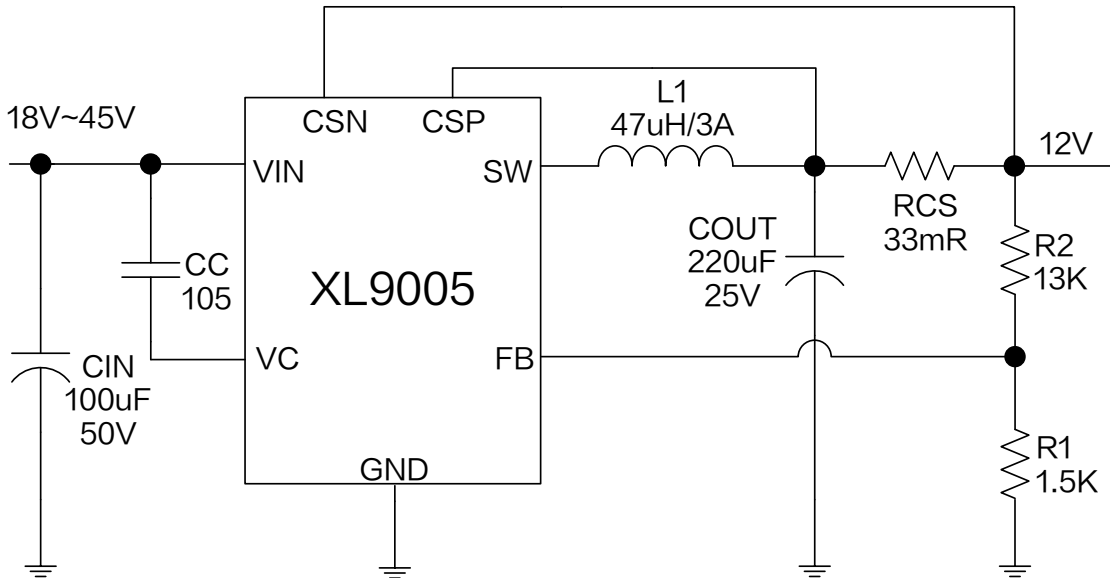 CSN
CSP
18V~45V
L1
47uH/3A
12V
VIN
SW
RCS
33mR
COUT
220uF
25V
R2
13K
CC
105
XL9005
VC
FB
CIN
100uF
50V
R1
1.5K
GND